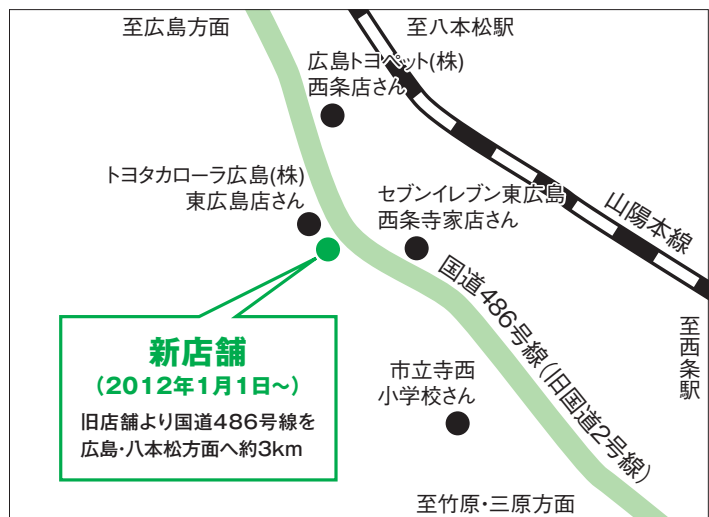 至広島方面
至八本松駅
広島トヨペット(株)
西条店さん
トヨタカローラ広島(株)
東広島店さん
セブンイレブン東広島
西条寺家店さん
山陽本線
国道486号線(旧国道2号線)
至西条駅
新店舗
(2012年1月1日〜)
旧店舗より国道486号線を
広島・八本松方面へ約3km
市立寺西
小学校さん
至竹原・三原方面